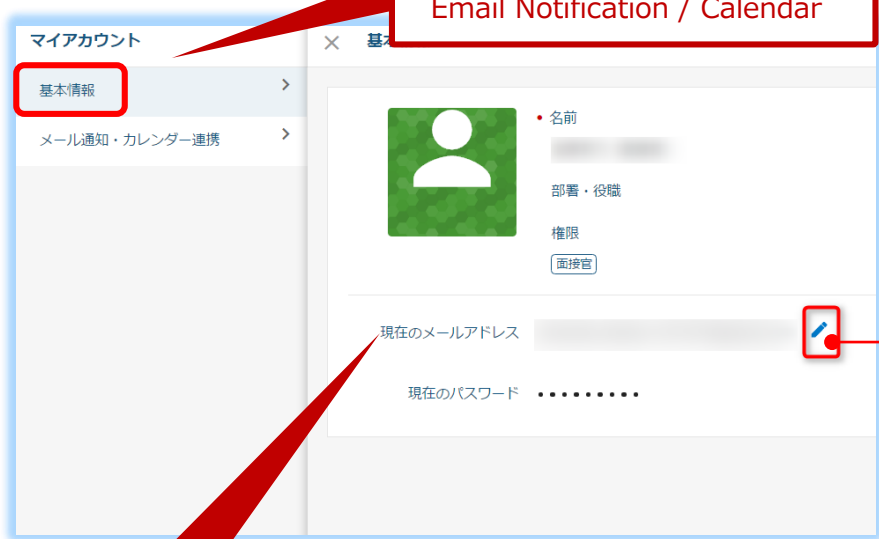 Email Notification / Calendar
マイアカウント
基本情報
メール通知・カレンダー連携
× 基
• 名前
部署・役職
権限
面接官
現在のメールアドレス
現在のパスワード •••••••••